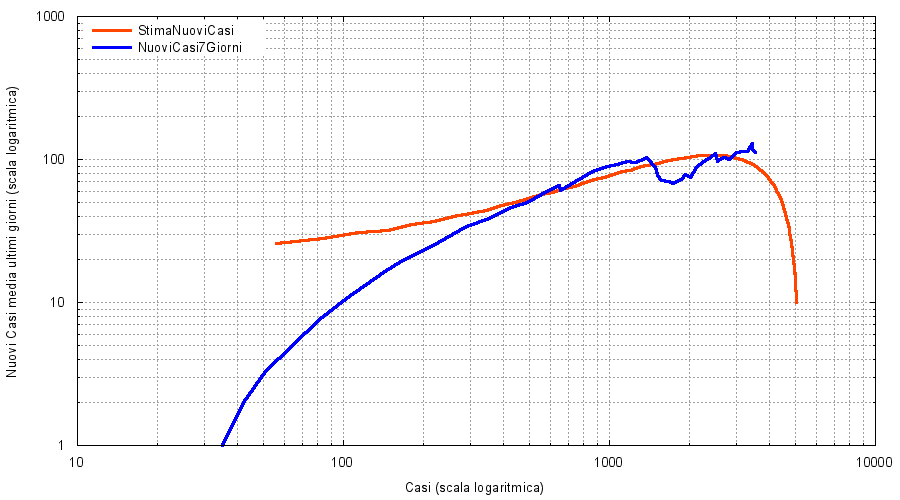 1000
100
10
1
StimaNuoviCasi
NuoviCasi7Giorni
Nuovi Casi media ultimi giorni (scala logaritmica)
10 100 1000 10000
Casi (scala logaritmica)